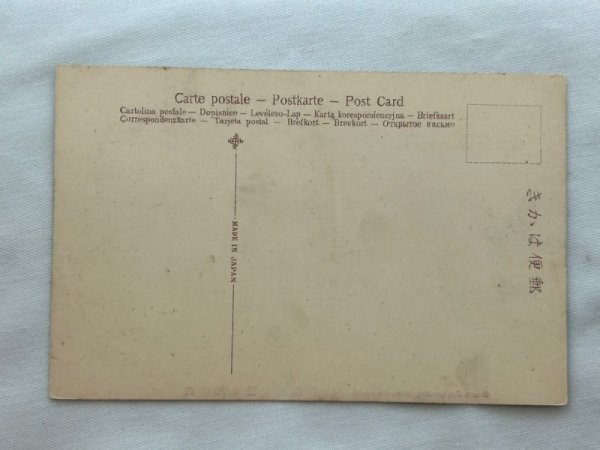 Carte postale — Postkarte — Post Card
Cartolina postale — Dopisnice — Levélezo-Lap — Karta korespondencyjna — Briefkaart
Correspondenzkarte — Tarjeta postal — Brefkort — Brevkort — Открытое письмо
MADE IN JAPAN
郵便はかき